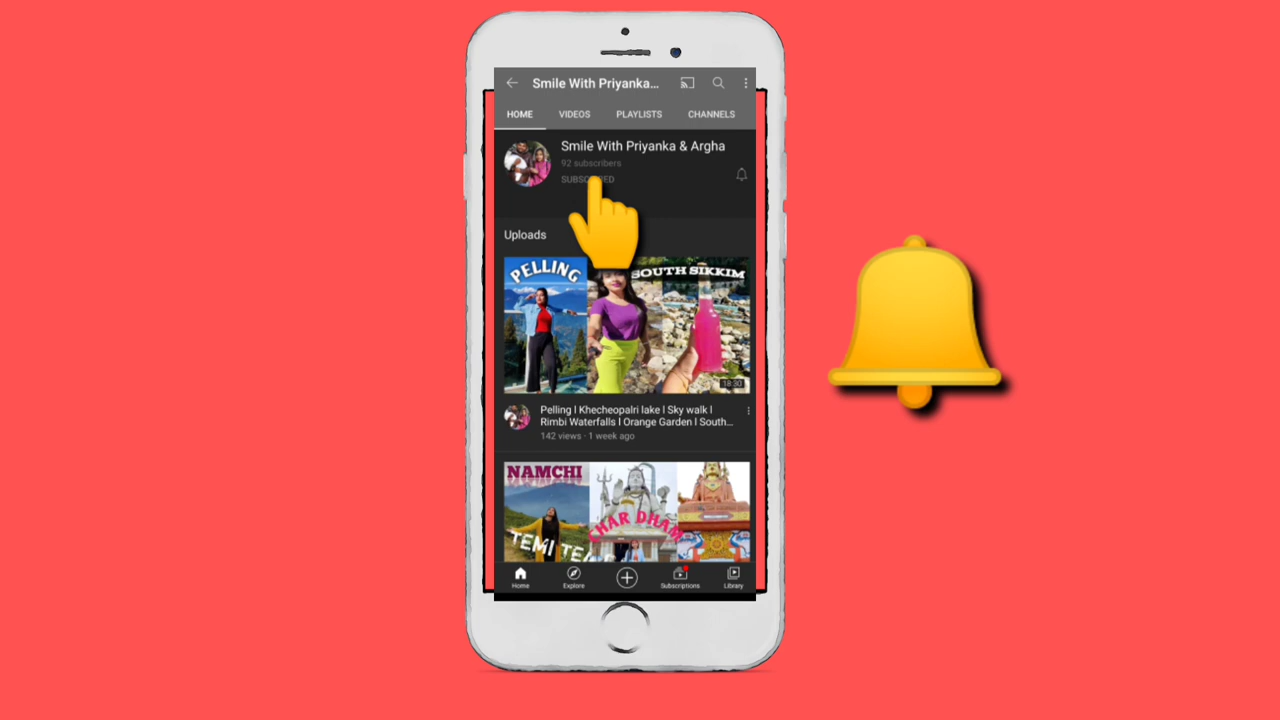 Smile With Priyanka...
HOME VIDEOS PLAYLISTS CHANNELS
Smile With Priyanka & Argha
92 subscribers
Uploads
PELLING
SOUTH SIKKIM
18:30
Pelling l Khecheopalri lake l Sky walk l
Rimbi Waterfalls l Orange Garden l South...
142 views · 1 week ago
NAMCHI
CHAR DHAM
TEMI
Home Explore Subscriptions Library